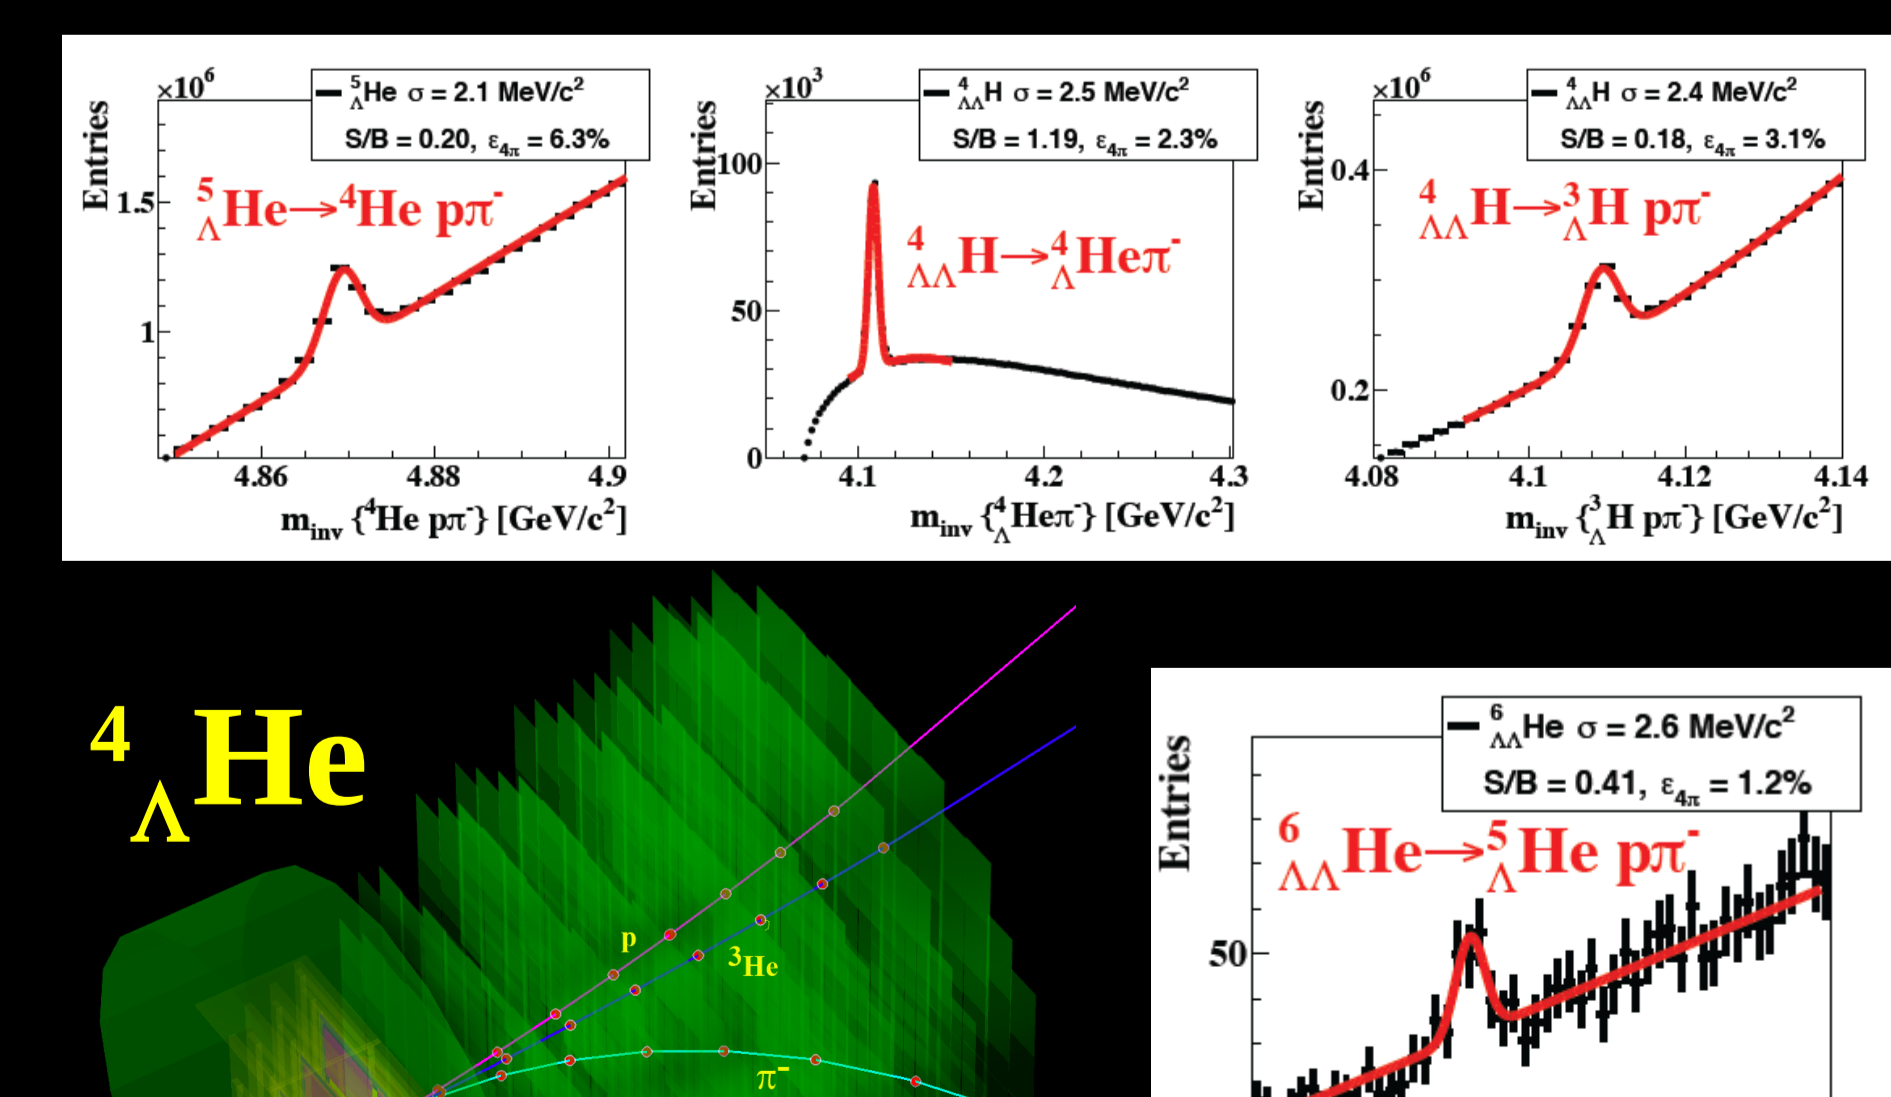 ×10⁶
⁵ΛHe σ = 2.1 MeV/c²
S/B = 0.20, ε4π = 6.3%
Entries
⁵ΛHe→⁴He pπ⁻
1.5
1
4.86 4.88 4.9
minv {⁴He pπ⁻} [GeV/c²]
×10³
⁴ΛΛH σ = 2.5 MeV/c²
S/B = 1.19, ε4π = 2.3%
Entries
100
⁴ΛΛH→⁴ΛHeπ⁻
50
0
4.1 4.2 4.3
minv {⁴ΛHeπ⁻} [GeV/c²]
×10⁶
⁴ΛΛH σ = 2.4 MeV/c²
S/B = 0.18, ε4π = 3.1%
Entries
0.4
⁴ΛΛH→³ΛH pπ⁻
0.2
4.08 4.1 4.12 4.14
minv {³ΛH pπ⁻} [GeV/c²]
⁴ΛHe
p
³He
π⁻
⁶ΛΛHe σ = 2.6 MeV/c²
S/B = 0.41, ε4π = 1.2%
Entries
⁶ΛΛHe→⁵ΛHe pπ⁻
50